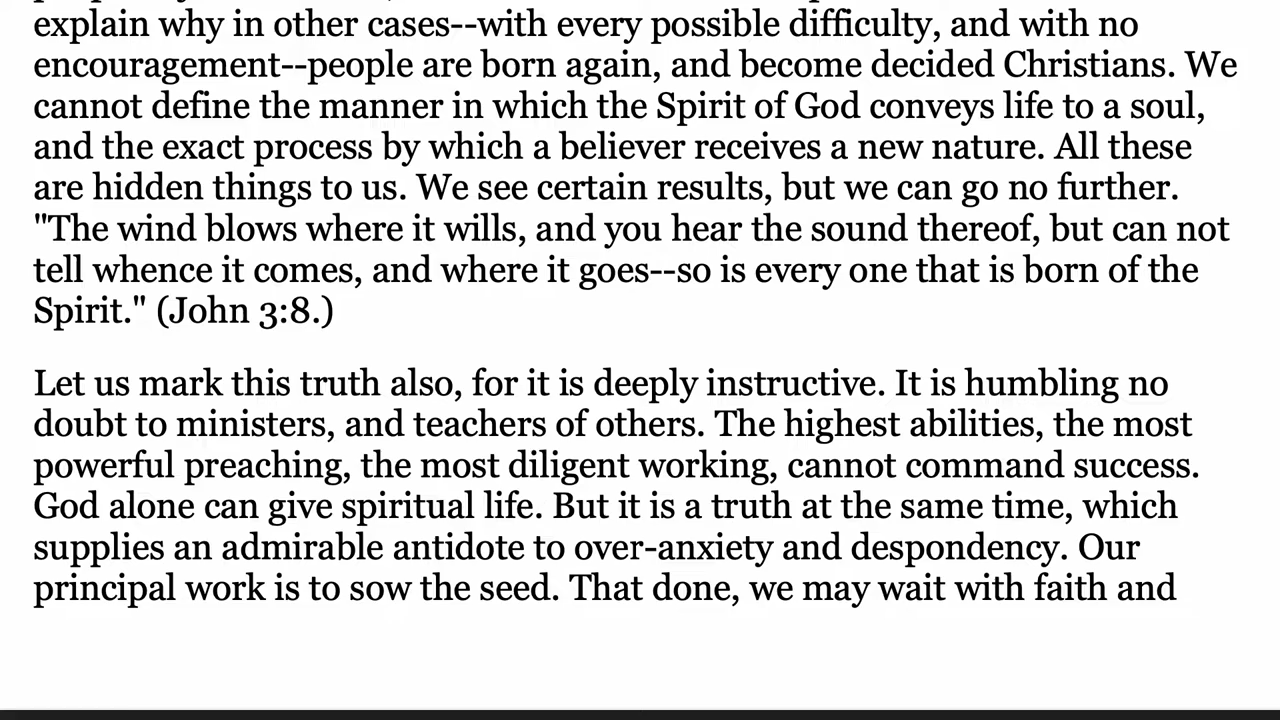 explain why in other cases--with every possible difficulty, and with no
encouragement--people are born again, and become decided Christians. We
cannot define the manner in which the Spirit of God conveys life to a soul,
and the exact process by which a believer receives a new nature. All these
are hidden things to us. We see certain results, but we can go no further.
"The wind blows where it wills, and you hear the sound thereof, but can not
tell whence it comes, and where it goes--so is every one that is born of the
Spirit." (John 3:8.)
Let us mark this truth also, for it is deeply instructive. It is humbling no
doubt to ministers, and teachers of others. The highest abilities, the most
powerful preaching, the most diligent working, cannot command success.
God alone can give spiritual life. But it is a truth at the same time, which
supplies an admirable antidote to over-anxiety and despondency. Our
principal work is to sow the seed. That done, we may wait with faith and